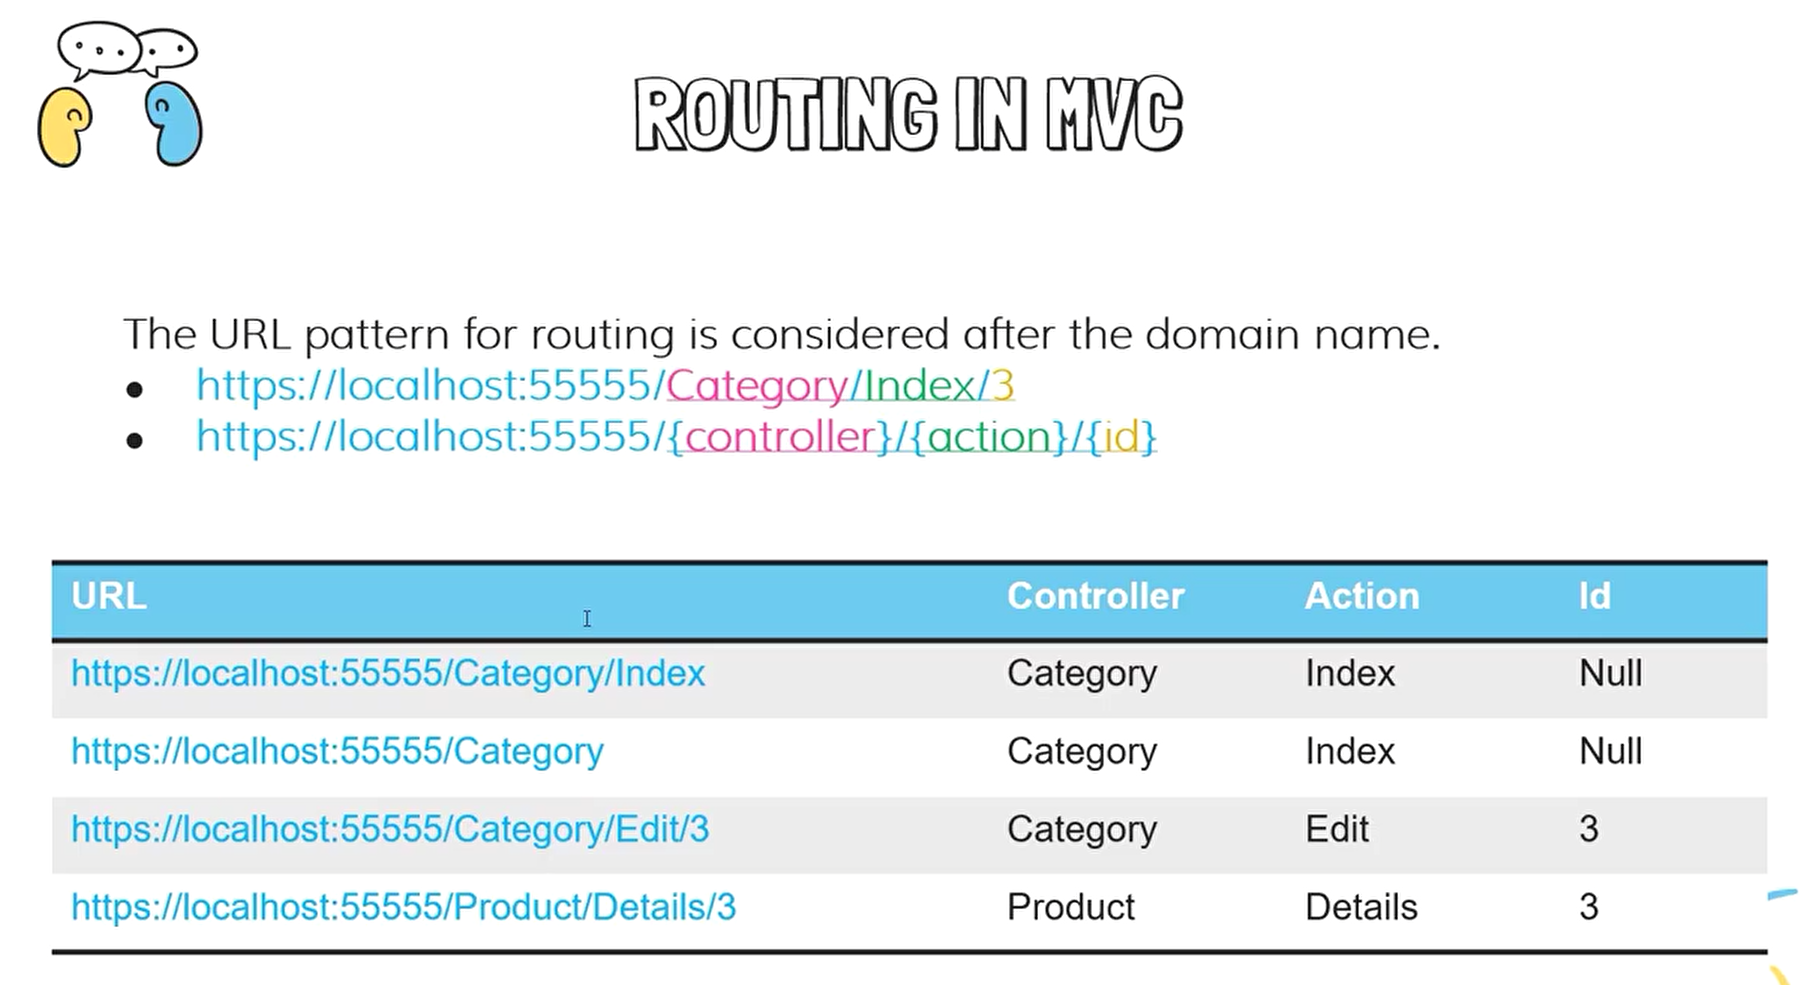 ROUTING IN MVC
The URL pattern for routing is considered after the domain name.
● https://localhost:55555/Category/Index/3
● https://localhost:55555/{controller}/{action}/{id}
URL Controller Action Id
https://localhost:55555/Category/Index Category Index Null
https://localhost:55555/Category Category Index Null
https://localhost:55555/Category/Edit/3 Category Edit 3
https://localhost:55555/Product/Details/3 Product Details 3